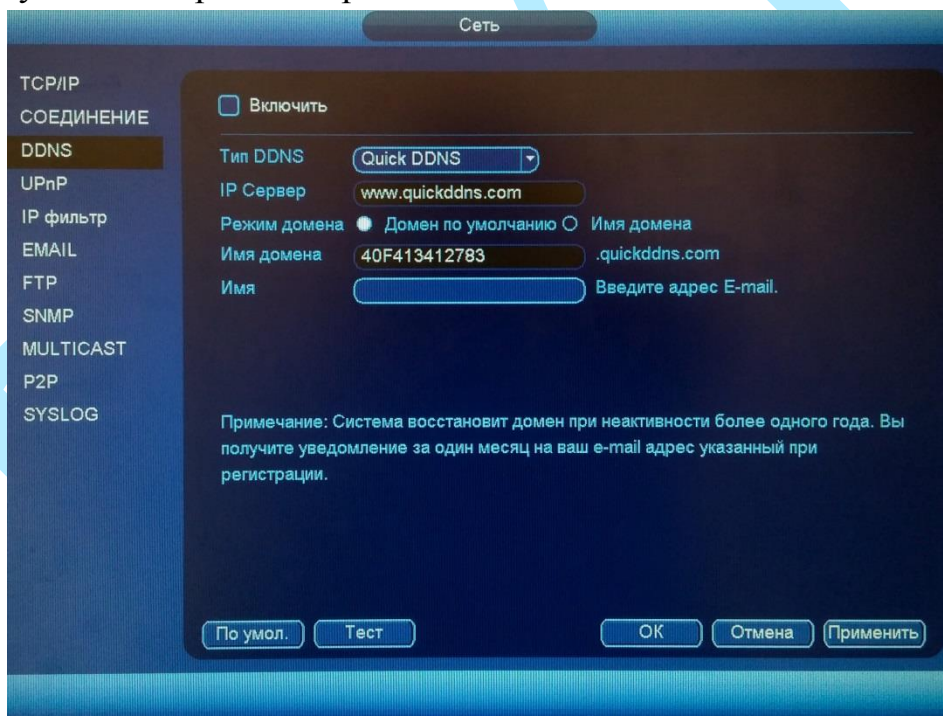 Сеть
TCP/IP
СОЕДИНЕНИЕ
DDNS
UPnP
IP фильтр
EMAIL
FTP
SNMP
MULTICAST
P2P
SYSLOG
Включить
Тип DDNS Quick DDNS
IP Сервер www.quickddns.com
Режим домена Домен по умолчанию Имя домена
Имя домена 40F413412783 .quickddns.com
Имя Введите адрес E-mail.
Примечание: Система восстановит домен при неактивности более одного года. Вы
получите уведомление за один месяц на ваш e-mail адрес указанный при
регистрации.
По умол. Тест ОК Отмена Применить